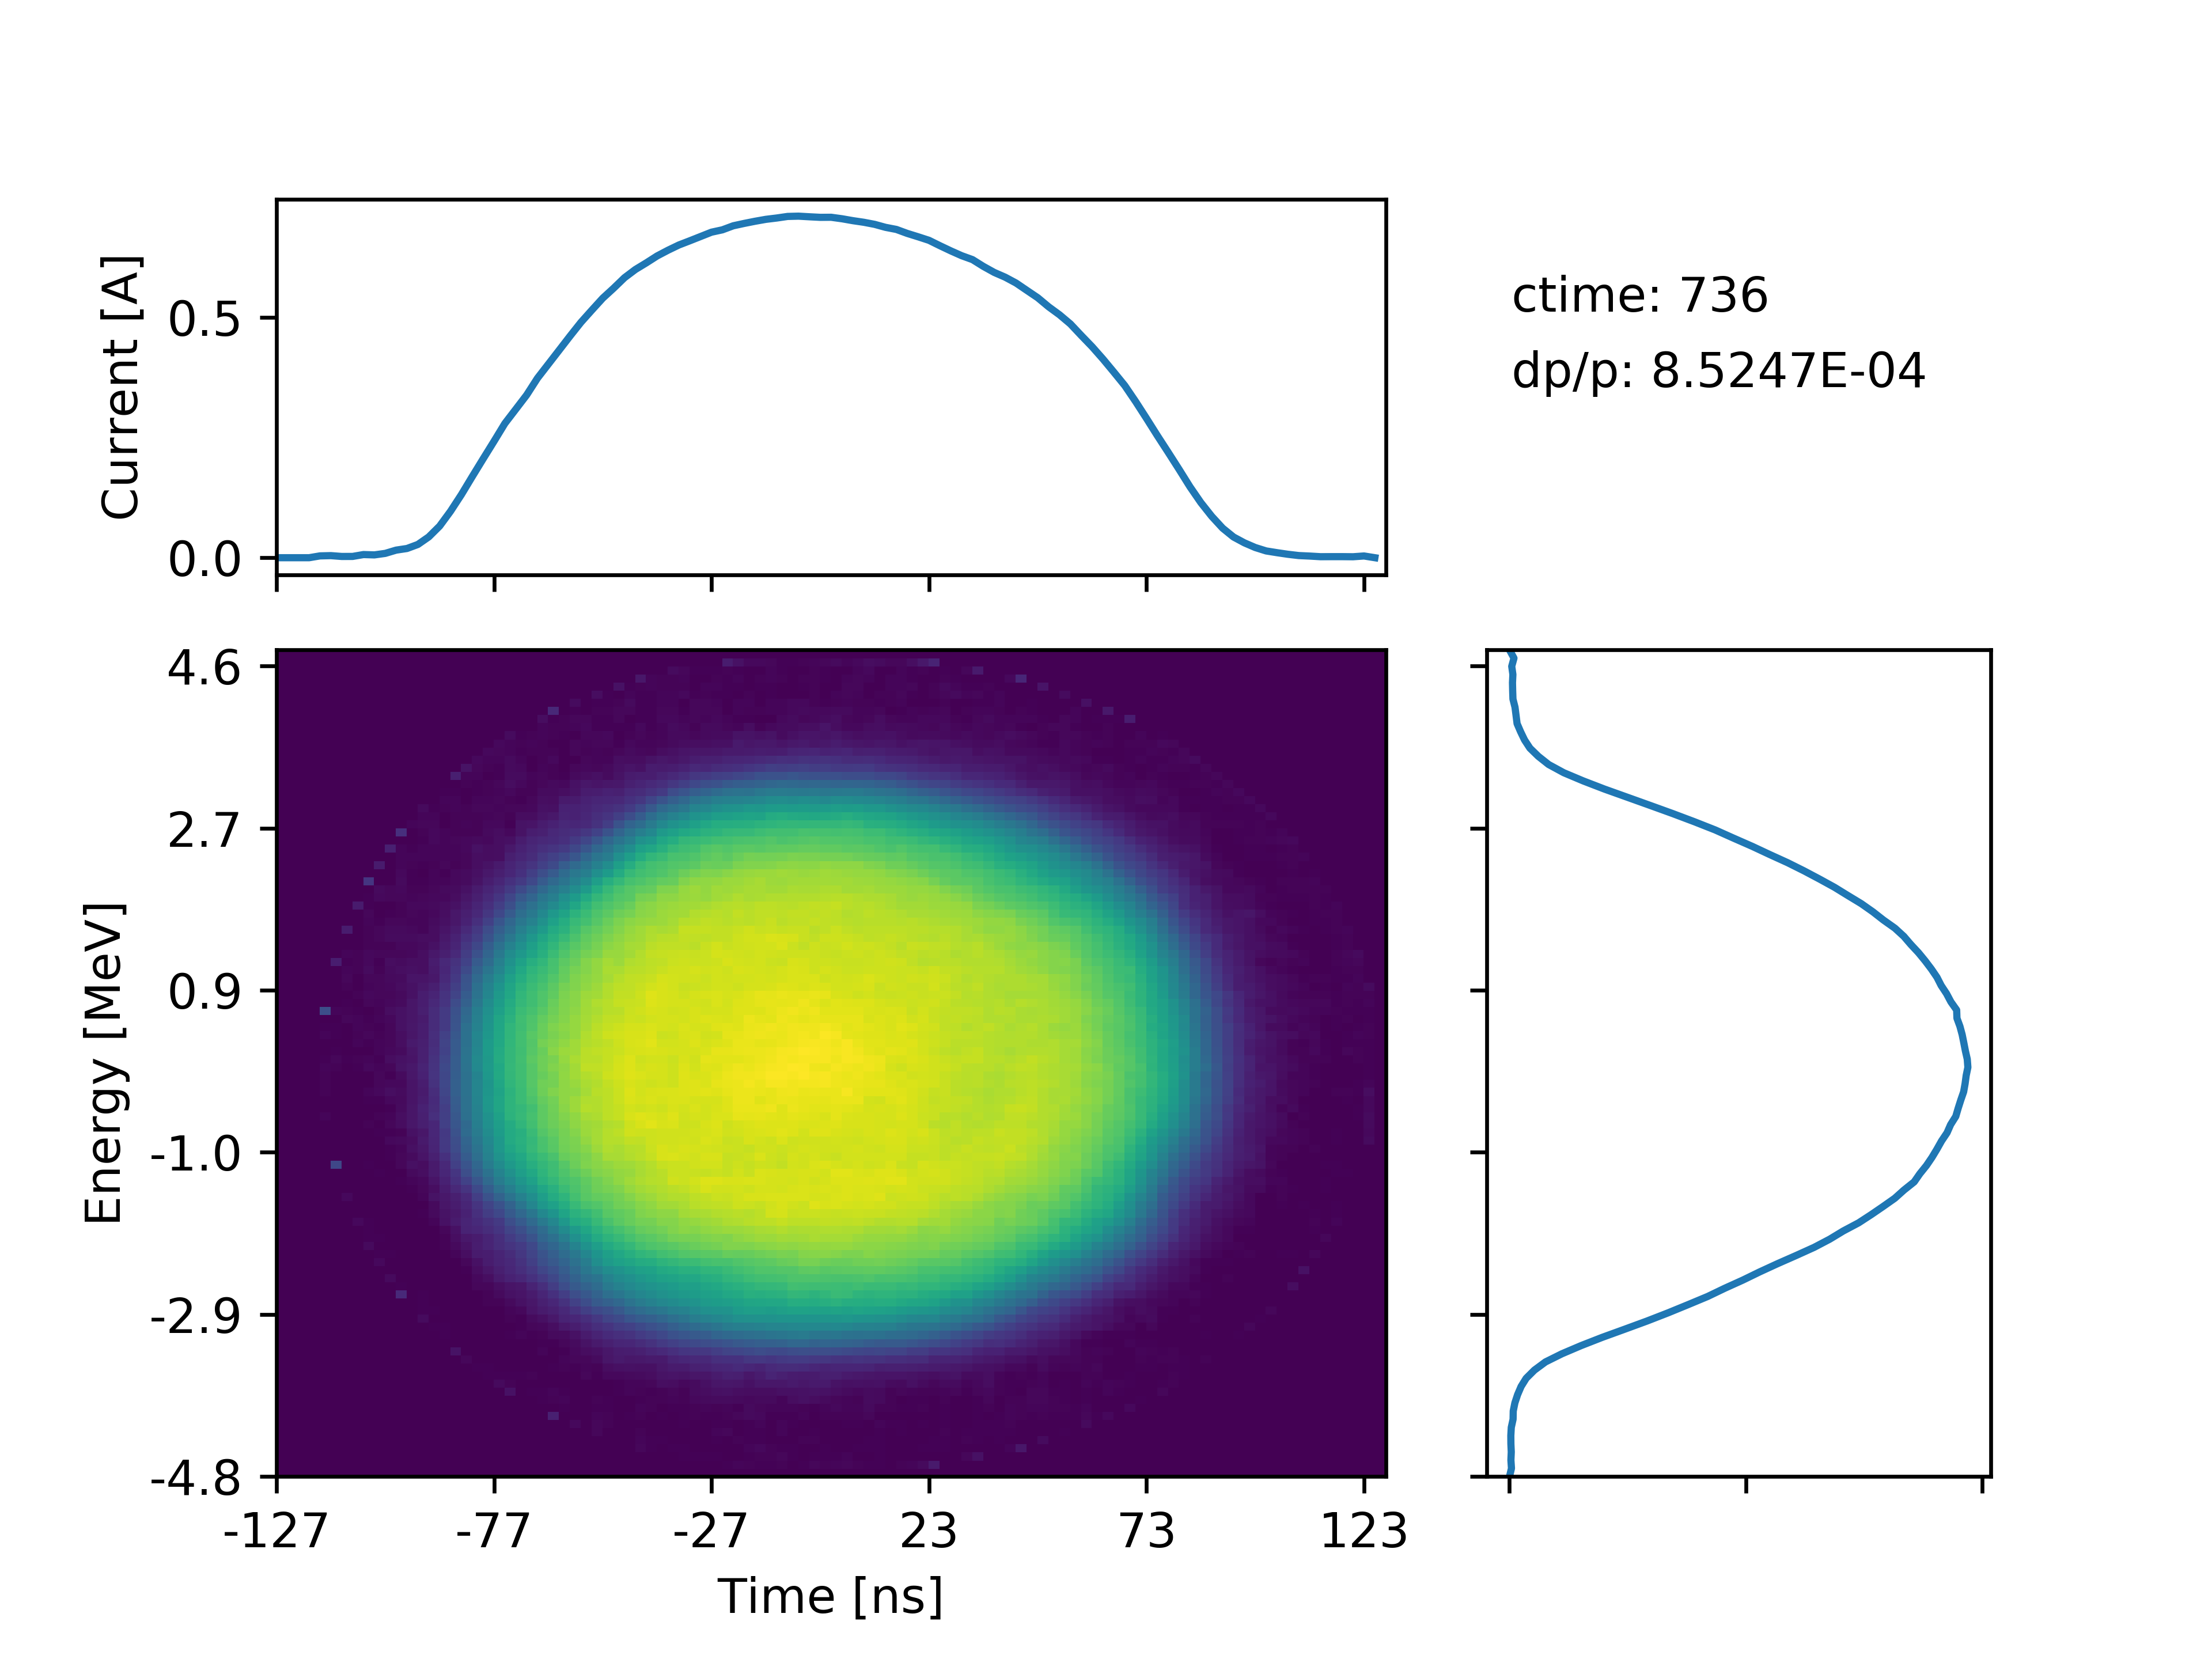 Current [A]
0.5
0.0
ctime: 736
dp/p: 8.5247E-04
Energy [MeV]
4.6
2.7
0.9
-1.0
-2.9
-4.8
-127 -77 -27 23 73 123
Time [ns]